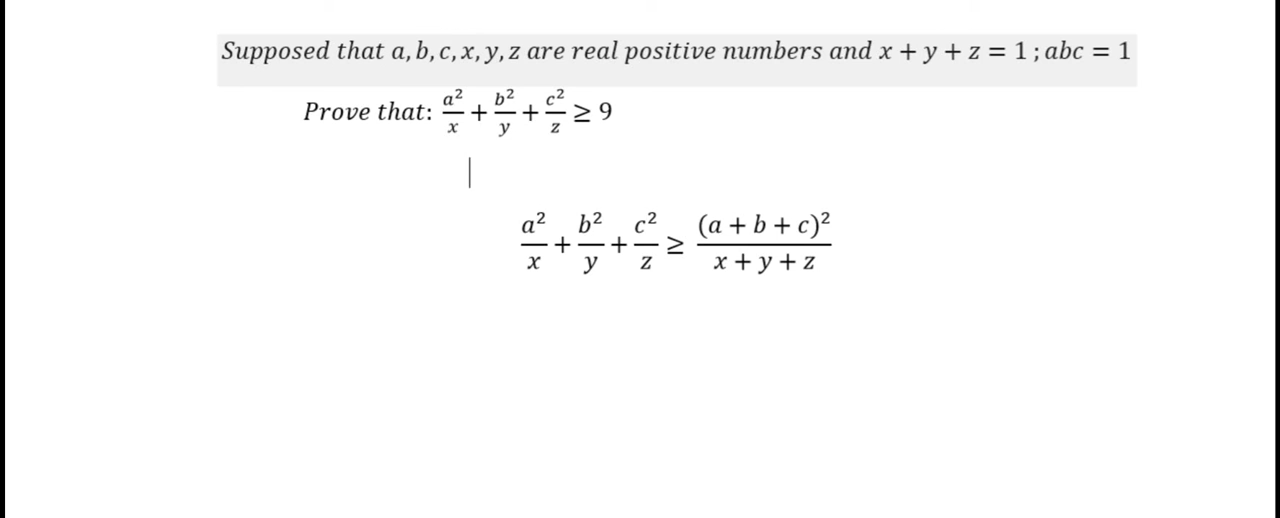 Supposed that a, b, c, x, y, z are real positive numbers and x + y + z = 1 ; abc = 1
Prove that: a²/x + b²/y + c²/z ≥ 9
a²/x + b²/y + c²/z ≥ (a + b + c)²/(x + y + z)